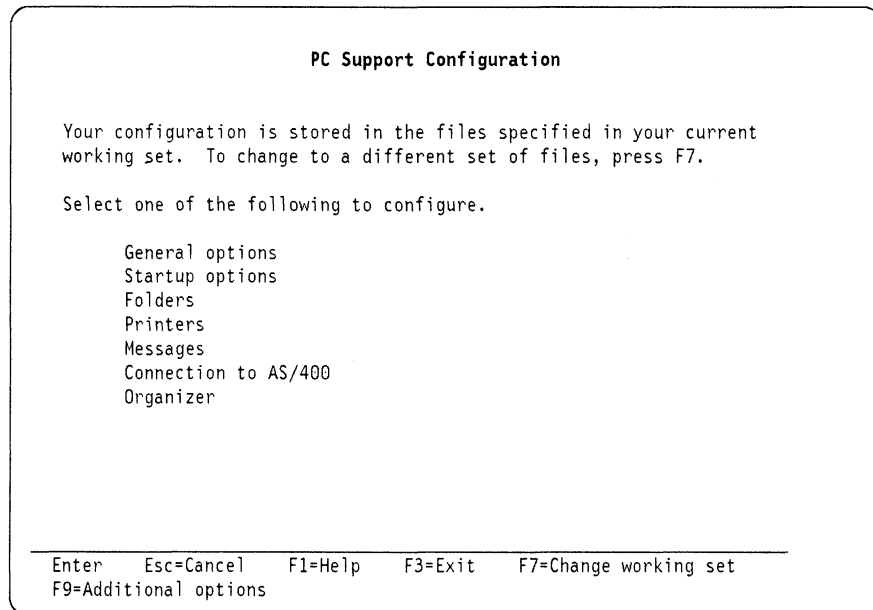 PC Support Configuration
Your configuration is stored in the files specified in your current
working set. To change to a different set of files, press F7.
Select one of the following to configure.
General options
Startup options
Folders
Printers
Messages
Connection to AS/400
Organizer
Enter Esc=Cancel F1=Help F3=Exit F7=Change working set
F9=Additional options